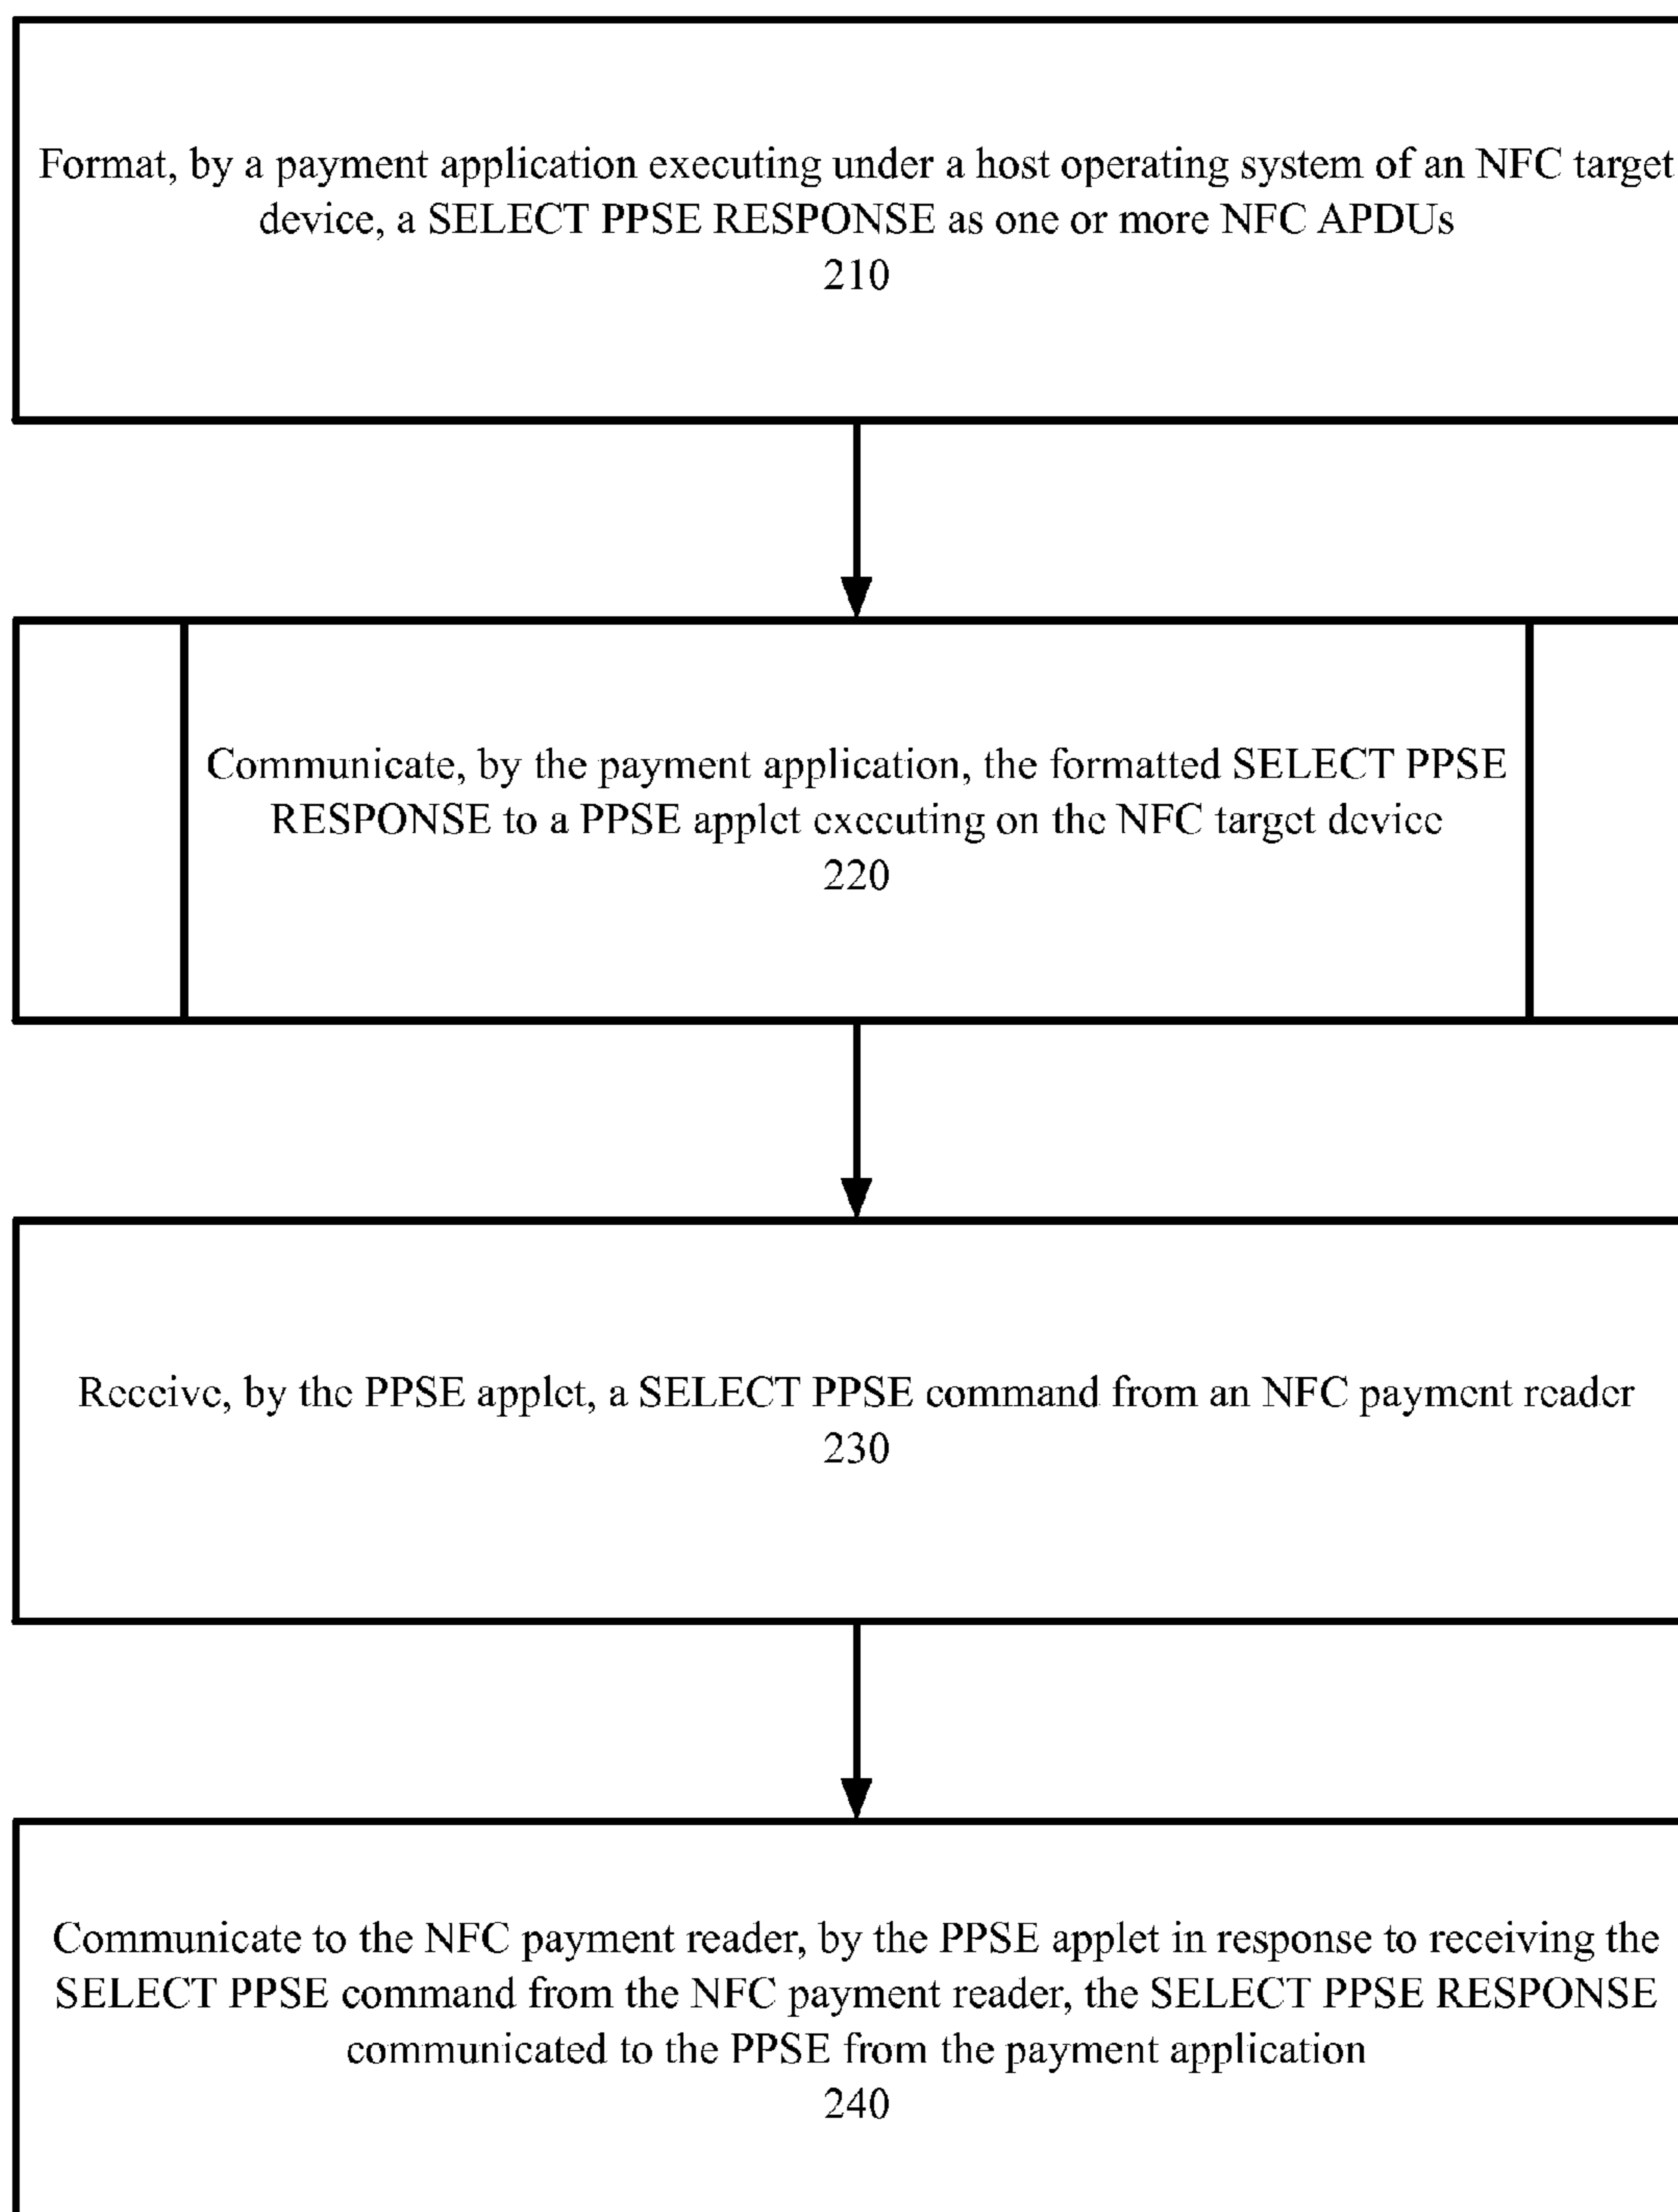 Format, by a payment application executing under a host operating system of an NFC target
device, a SELECT PPSE RESPONSE as one or more NFC APDUs
210
Communicate, by the payment application, the formatted SELECT PPSE
RESPONSE to a PPSE applet executing on the NFC target device
220
Receive, by the PPSE applet, a SELECT PPSE command from an NFC payment reader
230
Communicate to the NFC payment reader, by the PPSE applet in response to receiving the
SELECT PPSE command from the NFC payment reader, the SELECT PPSE RESPONSE
communicated to the PPSE from the payment application
240